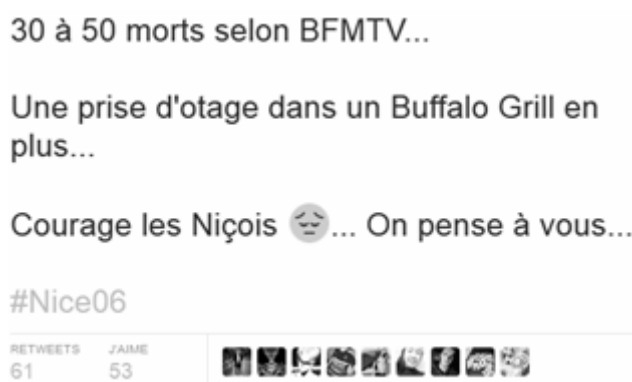 30 à 50 morts selon BFMTV...
Une prise d'otage dans un Buffalo Grill en
plus...
Courage les Niçois 😔... On pense à vous...
#Nice06
RETWEETS J'AIME
61 53